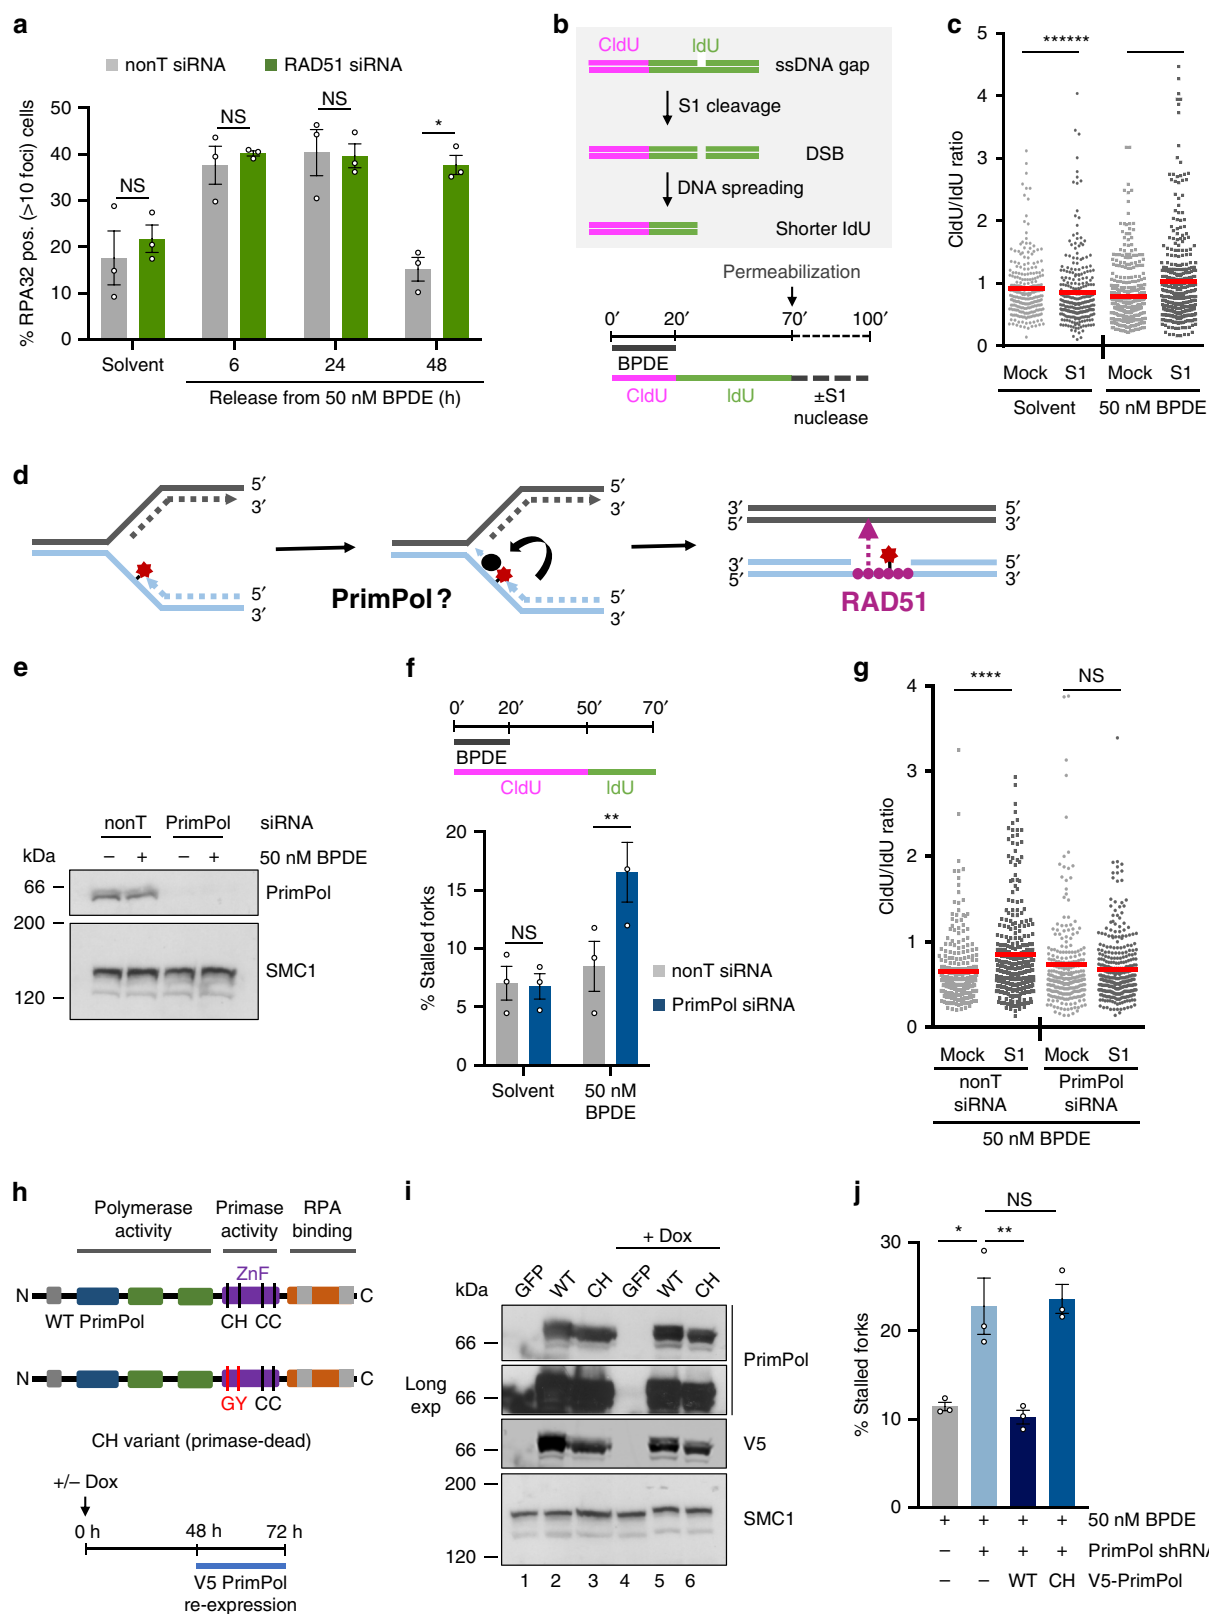 a
nonT siRNA
RAD51 siRNA
% RPA32 pos. (>10 foci) cells
50
40
30
20
10
0
NS
NS
NS
*
Solvent
6
24
48
Release from 50 nM BPDE (h)
b
CldU
IdU
ssDNA gap
S1 cleavage
DSB
DNA spreading
Shorter IdU
Permeabilization
0′
20′
70′
100′
BPDE
CldU
IdU
±S1
nuclease
c
******
CldU/IdU ratio
5
4
3
2
1
0
Mock
S1
Mock
S1
Solvent
50 nM BPDE
d
5′
3′
5′
3′
PrimPol?
5′
3′
5′
3′
3′
5′
5′
3′
5′
5′
3′
RAD51
e
nonT
PrimPol
siRNA
kDa
–
+
–
+
50 nM BPDE
66
PrimPol
200
SMC1
120
f
0′
20′
50′
70′
BPDE
CldU
IdU
**
% Stalled forks
20
15
10
5
0
NS
nonT siRNA
PrimPol siRNA
Solvent
50 nM
BPDE
g
****
NS
CldU/IdU ratio
4
3
2
1
0
Mock
S1
Mock
S1
nonT
siRNA
PrimPol
siRNA
50 nM BPDE
h
Polymerase
activity
Primase
activity
RPA
binding
ZnF
N
C
WT PrimPol
CH
CC
N
C
GY
CC
CH variant (primase-dead)
+/– Dox
0 h
48 h
72 h
V5 PrimPol
re-expression
i
+ Dox
kDa
GFP
WT
CH
GFP
WT
CH
66
PrimPol
Long
exp
66
66
V5
200
SMC1
120
1
2
3
4
5
6
j
NS
*
**
% Stalled forks
30
20
10
0
+
+
+
+
50 nM BPDE
–
+
+
+
–
–
WT
CH
V5-PrimPol